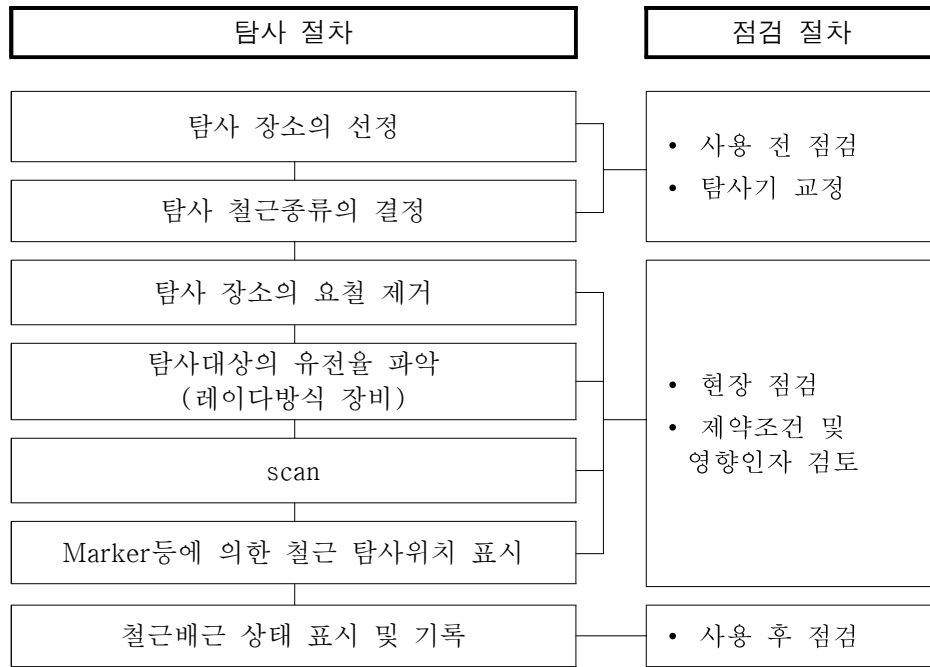 탐사 절차
점검 절차
탐사 장소의 선정
탐사 철근종류의 결정
• 사용 전 점검
• 탐사기 교정
탐사 장소의 요철 제거
탐사대상의 유전율 파악
(레이다방식 장비)
scan
Marker등에 의한 철근 탐사위치 표시
• 현장 점검
• 제약조건 및
영향인자 검토
철근배근 상태 표시 및 기록
• 사용 후 점검